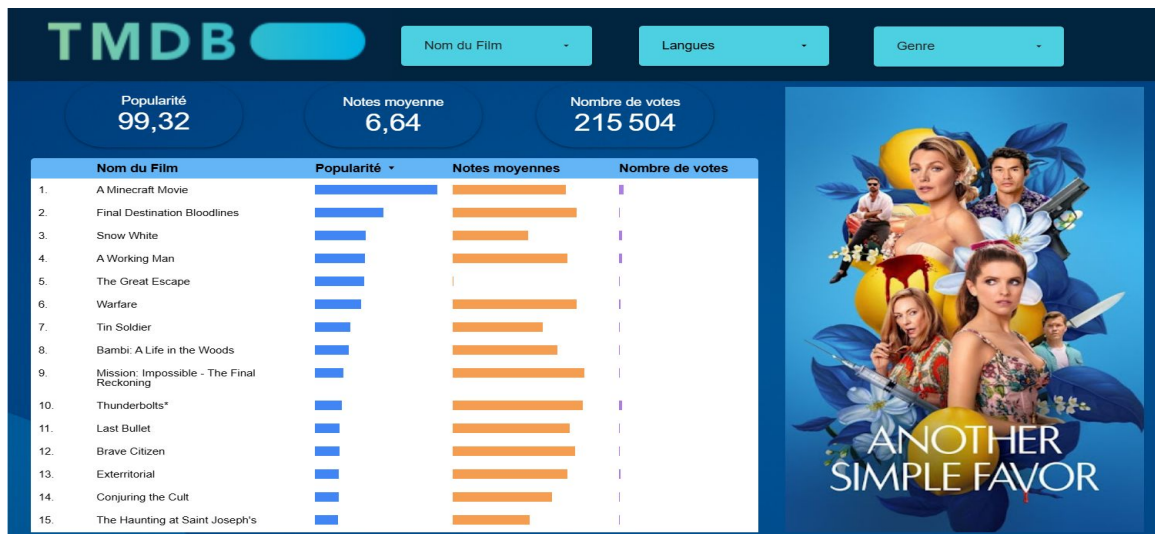 TMDB
Nom du Film
Langues
Genre
Popularité
99,32
Notes moyenne
6,64
Nombre de votes
215 504
Nom du Film Popularité Notes moyennes Nombre de votes
1. A Minecraft Movie
2. Final Destination Bloodlines
3. Snow White
4. A Working Man
5. The Great Escape
6. Warfare
7. Tin Soldier
8. Bambi: A Life in the Woods
9. Mission: Impossible - The Final
Reckoning
10. Thunderbolts*
11. Last Bullet
12. Brave Citizen
13. Exterritorial
14. Conjuring the Cult
15. The Haunting at Saint Joseph's
ANOTHER
SIMPLE FAVOR